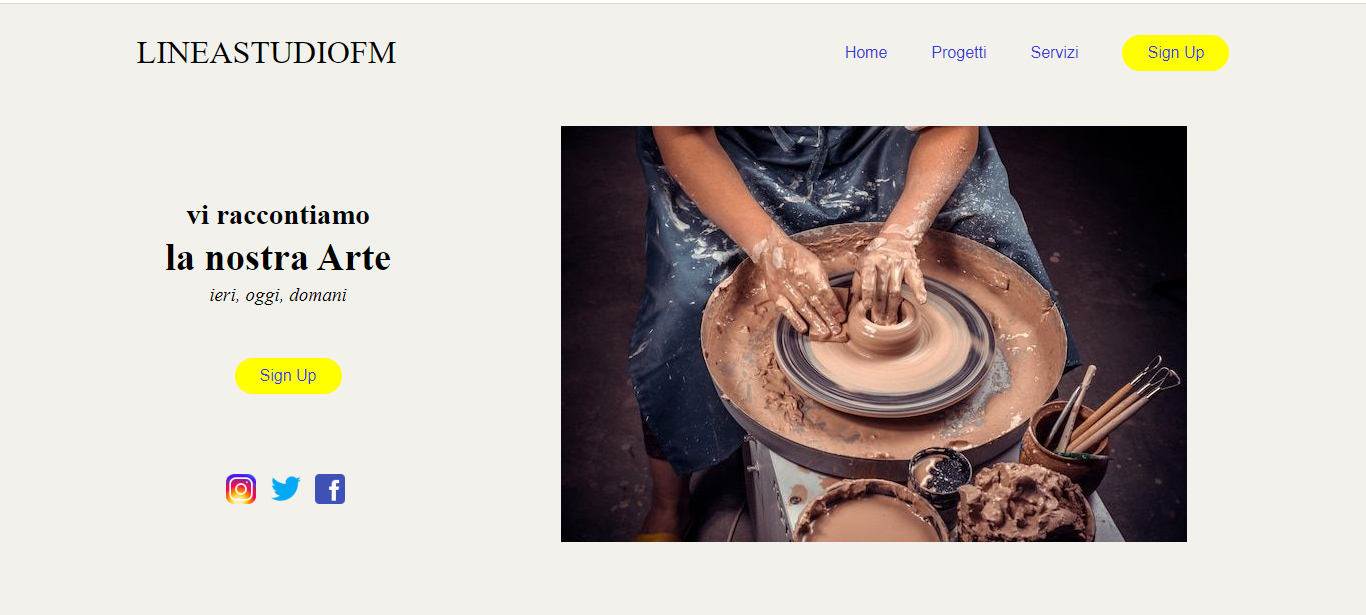 LINEASTUDIOFM
Home Progetti Servizi Sign Up
vi raccontiamo
la nostra Arte
ieri, oggi, domani
Sign Up